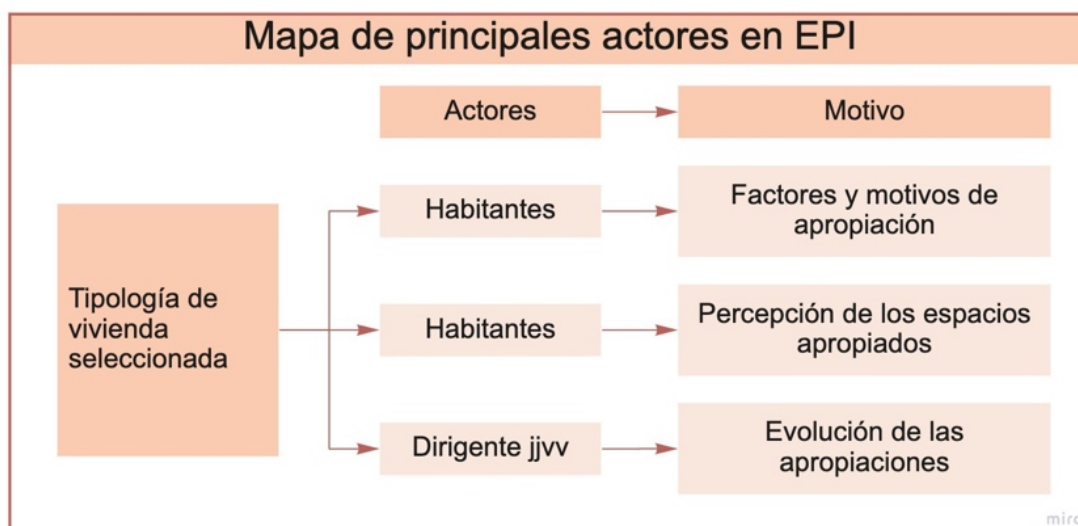 Mapa de principales actores en EPI
Actores
Motivo
Habitantes
Factores y motivos de
apropiación
Tipología de
vivienda
seleccionada
Habitantes
Percepción de los espacios
apropiados
Dirigente jjvv
Evolución de las
apropiaciones
miro